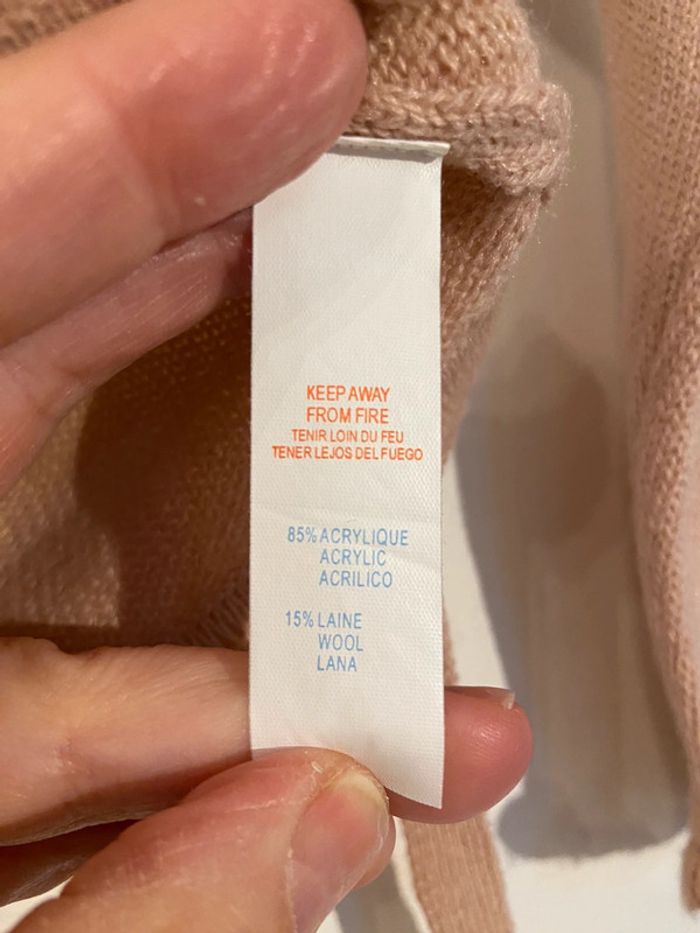 KEEP AWAY
FROM FIRE
TENIR LOIN DU FEU
TENER LEJOS DEL FUEGO
85% ACRYLIQUE
ACRYLIC
ACRILICO
15% LAINE
WOOL
LANA